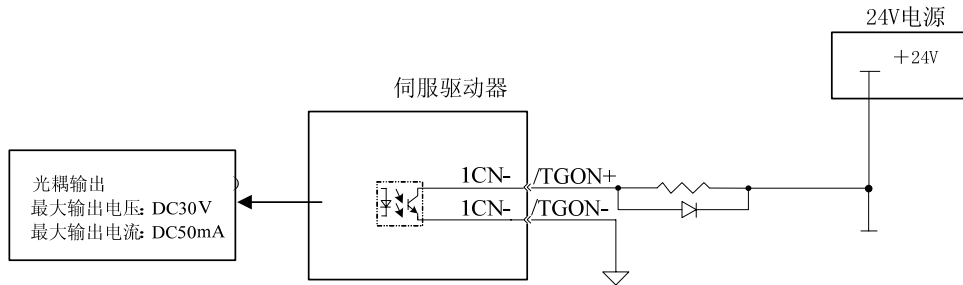 24V电源
+24V
伺服驱动器
光耦输出
最大输出电压: DC30V
最大输出电流: DC50mA
1CN- /TGON+
1CN- /TGON-